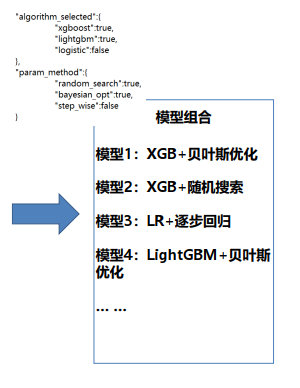 "algorithm_selected":{
"xgboost":true,
"lightgbm":true,
"logistic":false
},
"param_method":{
"random_search":true,
"bayesian_opt":true,
"step_wise":false
}
模型组合
模型1：XGB+贝叶斯优化
模型2：XGB+随机搜索
模型3：LR+逐步回归
模型4：LightGBM+贝叶斯
优化
... ...